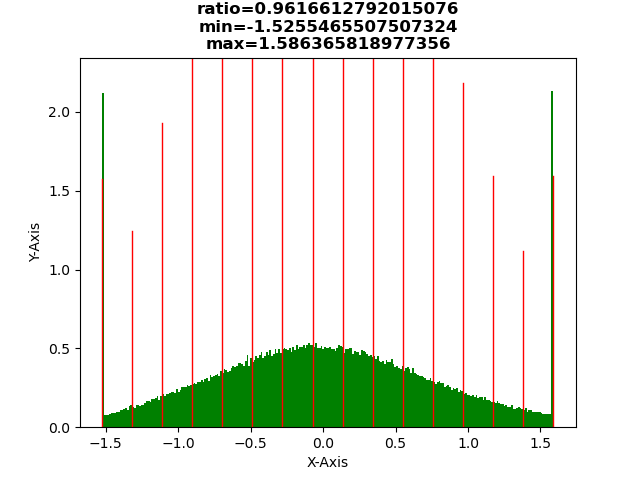 ratio=0.9616612792015076
min=-1.5255465507507324
max=1.586365818977356
2.0
1.5
1.0
0.5
0.0
Y-Axis
−1.5 −1.0 −0.5 0.0 0.5 1.0 1.5
X-Axis